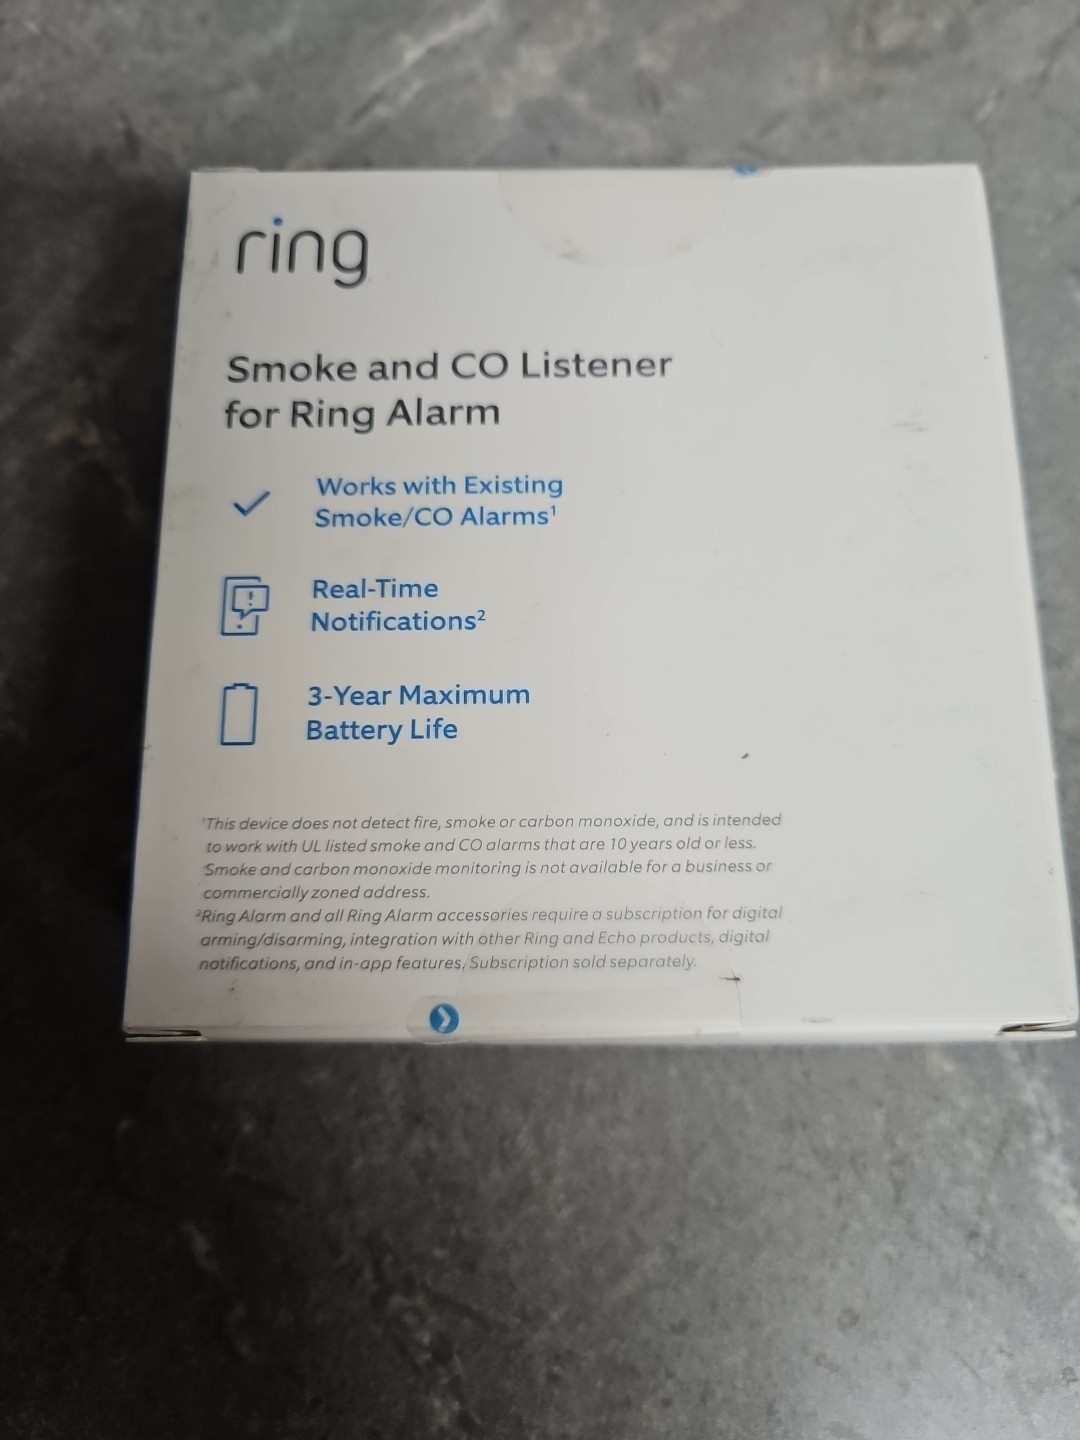 ring
Smoke and CO Listener
for Ring Alarm
Works with Existing
Smoke/CO Alarms¹
Real-Time
Notifications²
3-Year Maximum
Battery Life
¹This device does not detect fire, smoke or carbon monoxide, and is intended
to work with UL listed smoke and CO alarms that are 10 years old or less.
Smoke and carbon monoxide monitoring is not available for a business or
commercially zoned address.
²Ring Alarm and all Ring Alarm accessories require a subscription for digital
arming/disarming, integration with other Ring and Echo products, digital
notifications, and in-app features. Subscription sold separately.